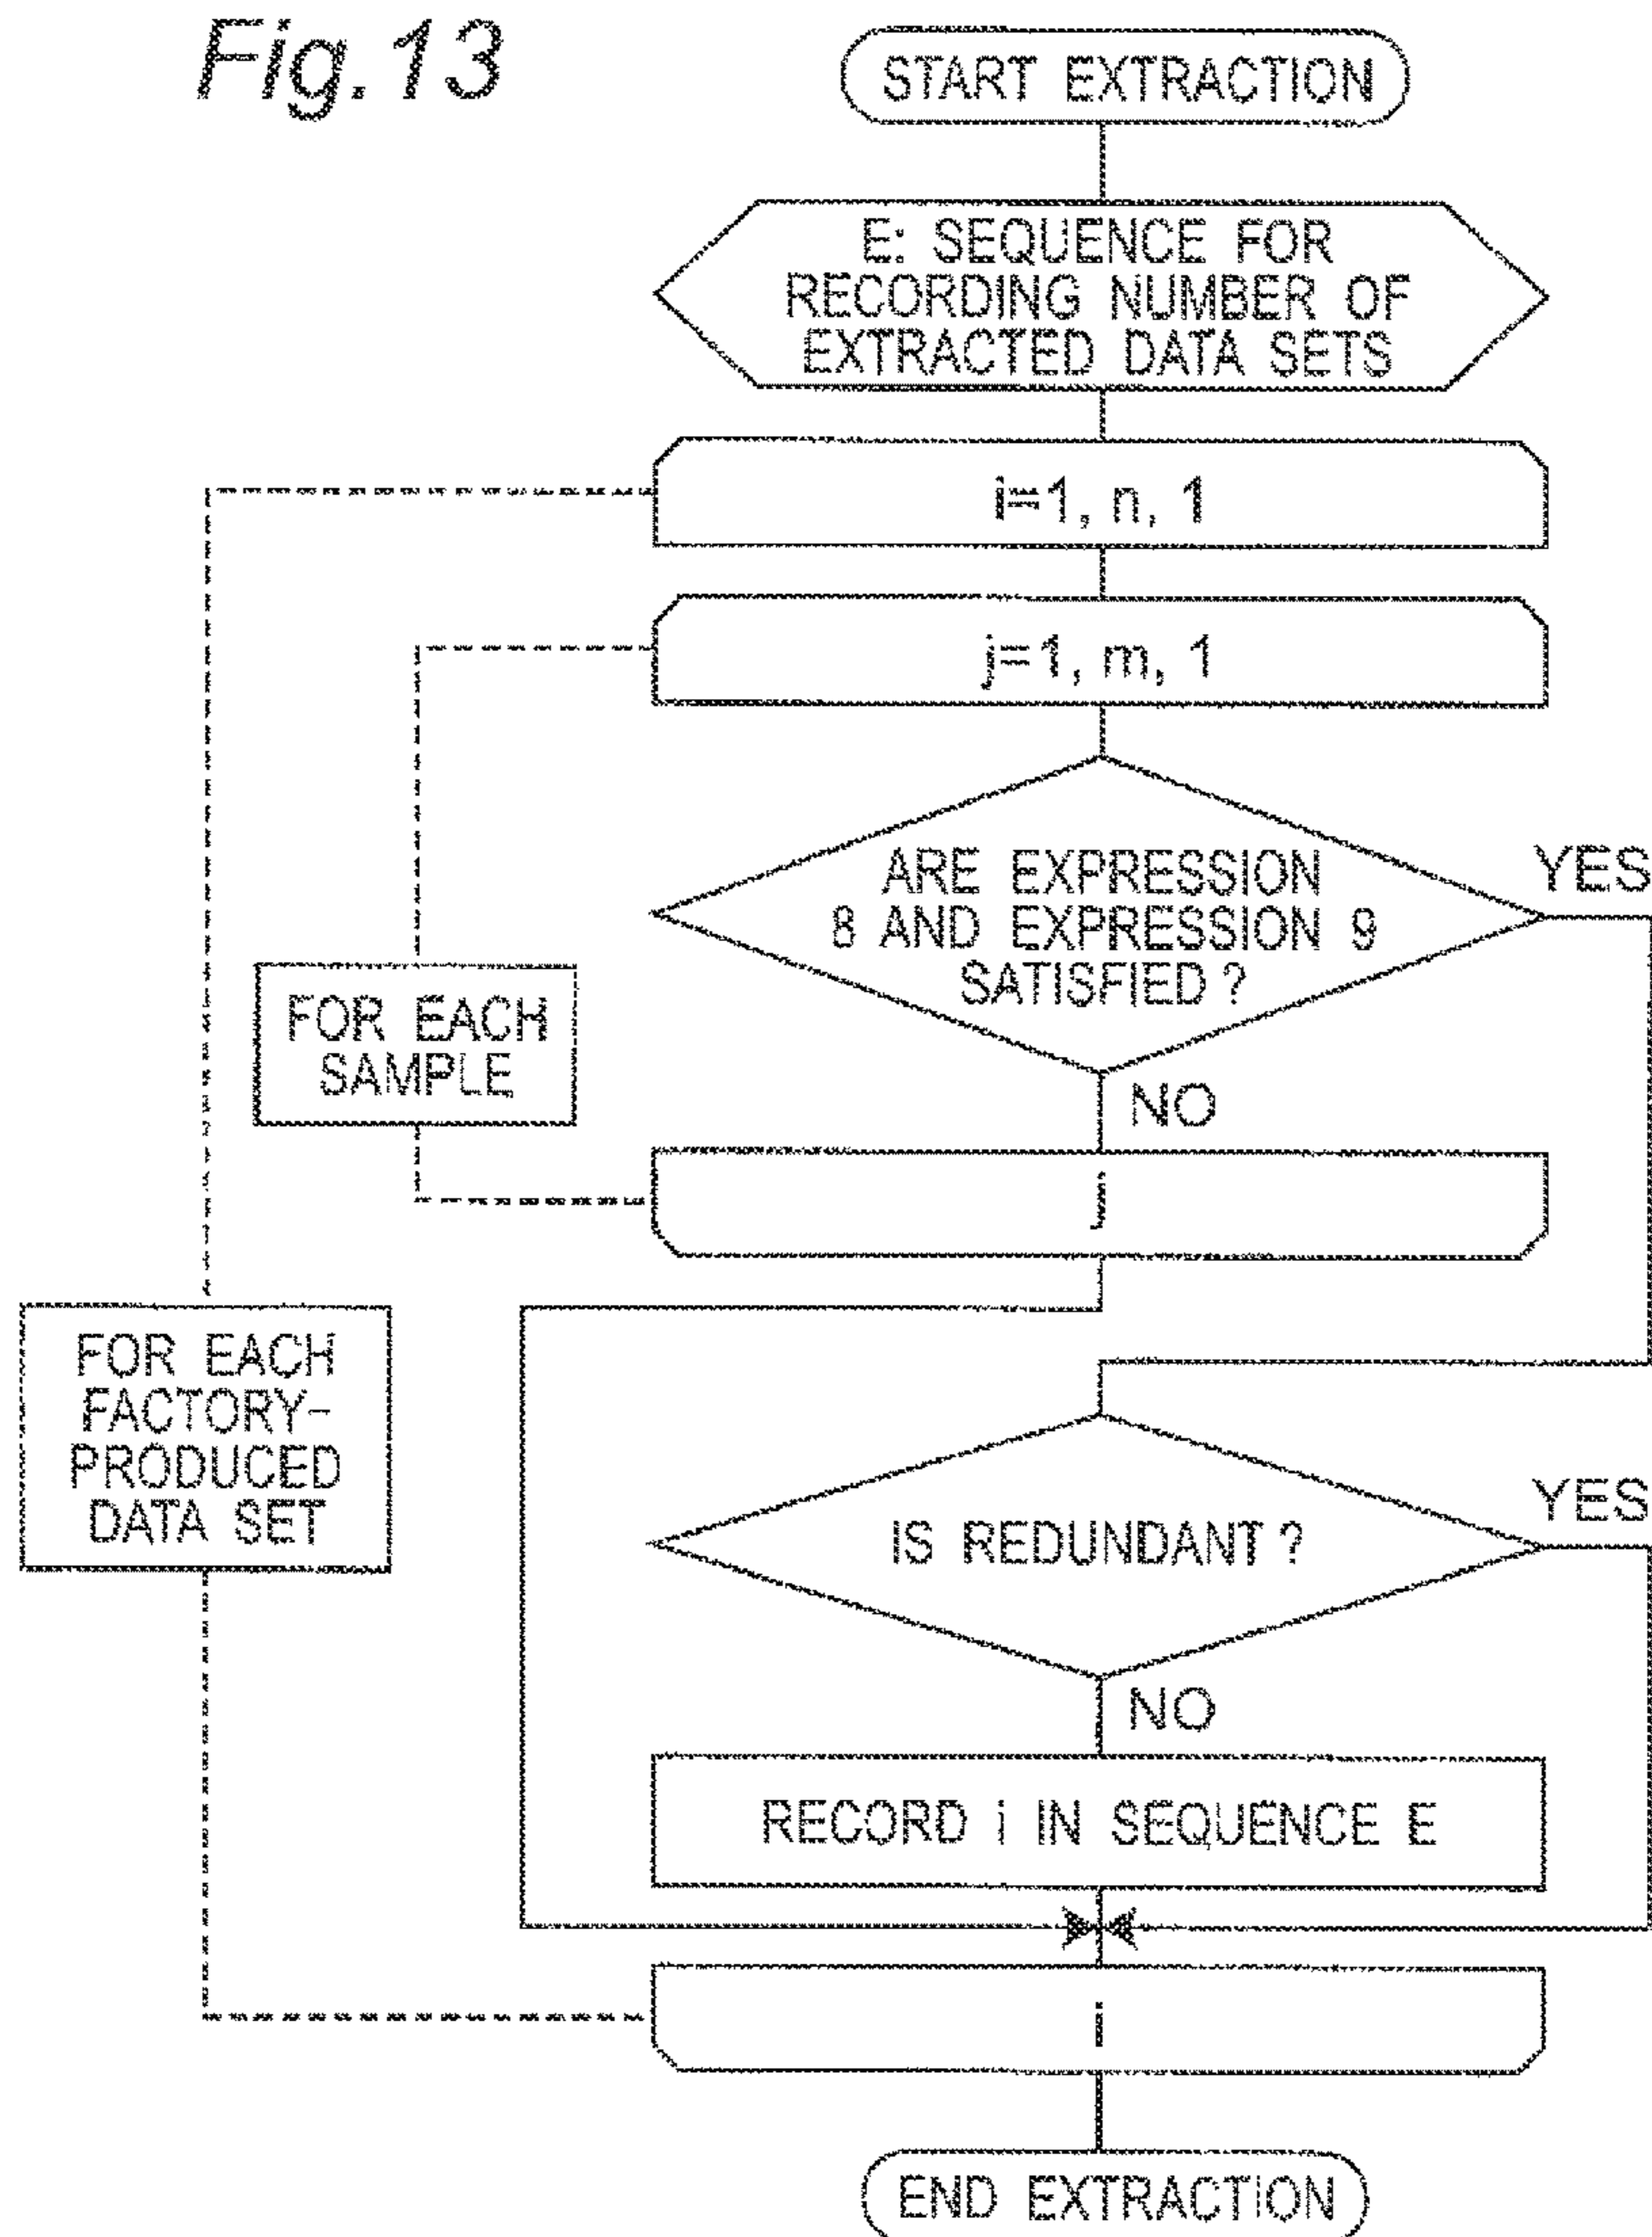 Fig.13
START EXTRACTION
E: SEQUENCE FOR
RECORDING NUMBER OF
EXTRACTED DATA SETS
i=1, n, 1
j=1, m, 1
ARE EXPRESSION
8 AND EXPRESSION 9
SATISFIED?
YES
NO
FOR EACH
SAMPLE
j
FOR EACH
FACTORY-
PRODUCED
DATA SET
IS REDUNDANT?
YES
NO
RECORD i IN SEQUENCE E
i
END EXTRACTION